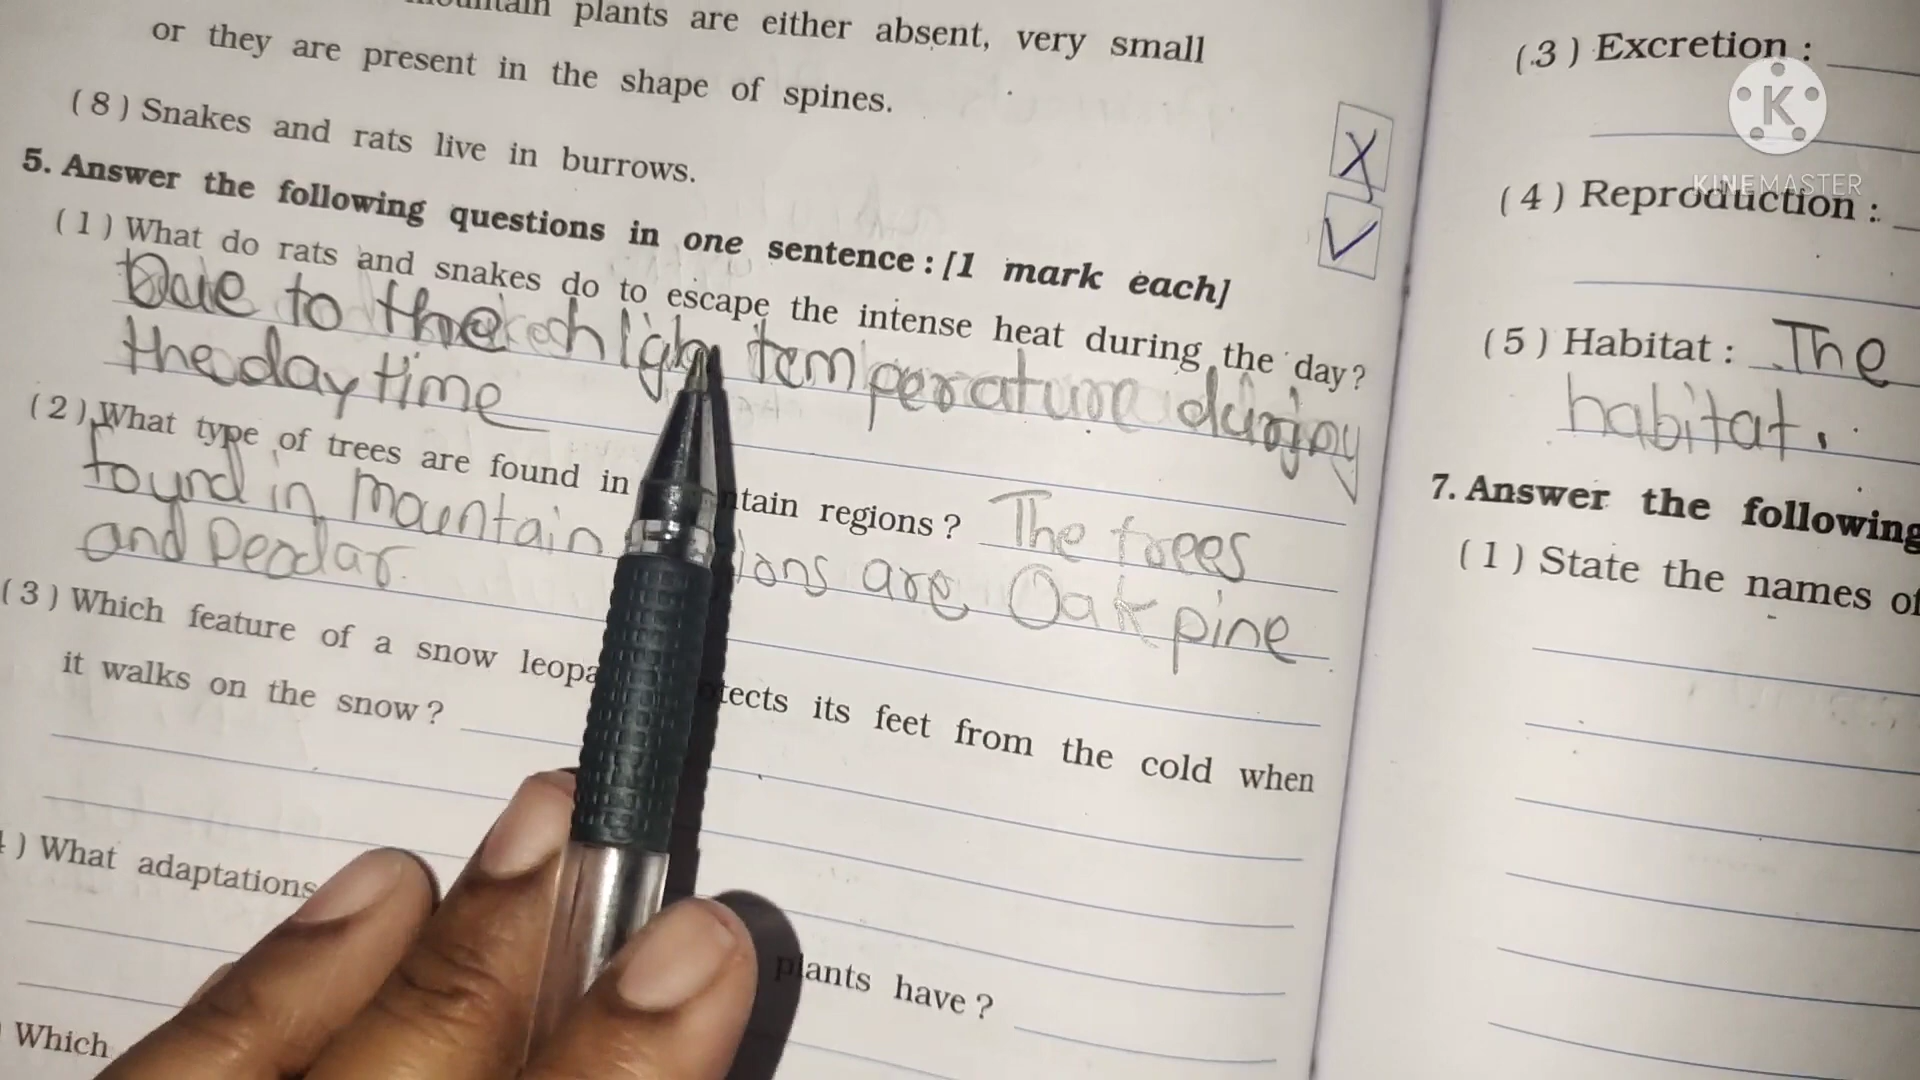 plants are either absent, very small
or they are present in the shape of spines.
(8) Snakes and rats live in burrows.
5. Answer the following questions in one sentence : [1 mark each]
(1) What do rats and snakes do to escape the intense heat during the day?
Due to the high temperature during
the day time
(2) What type of trees are found in regions? The trees
found in mountain are Oak pine
and Deodar.
(3) Which feature of a snow its feet from the cold when
it walks on the snow?
) What adaptations plants have?
Which
X
✓
(3) Excretion :
(4) Reproduction :
(5) Habitat : The
habitat.
7. Answer the following
(1) State the names of
K
KINEMASTER